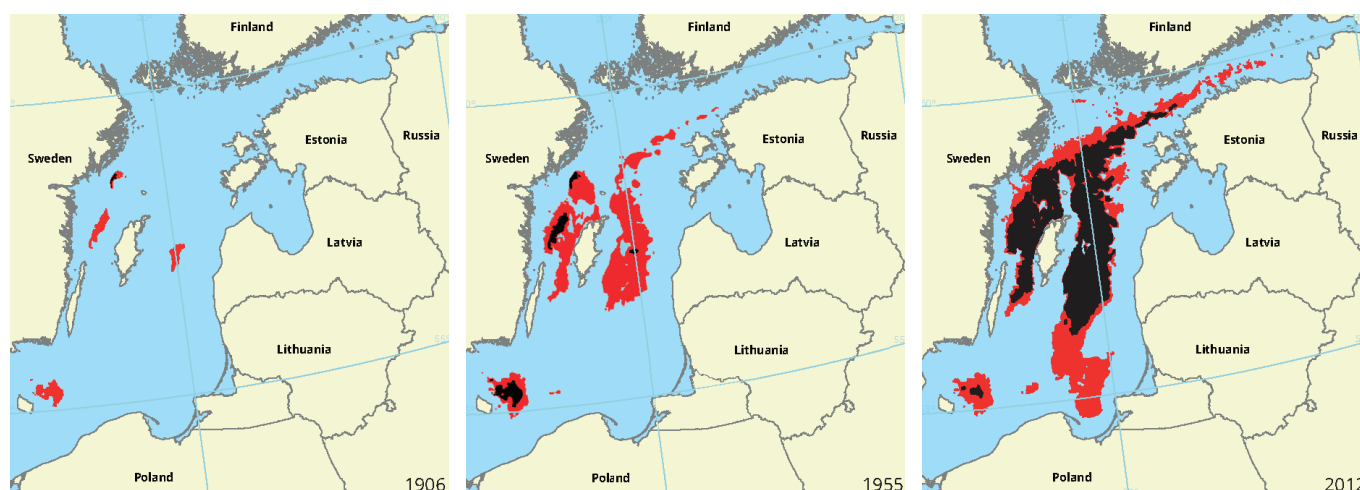 Finland
Estonia
Russia
Sweden
Latvia
Lithuania
Poland
1906
Finland
Estonia
Russia
Sweden
Latvia
Lithuania
Poland
1955
Finland
Estonia
Russia
Sweden
Latvia
Lithuania
Poland
2012